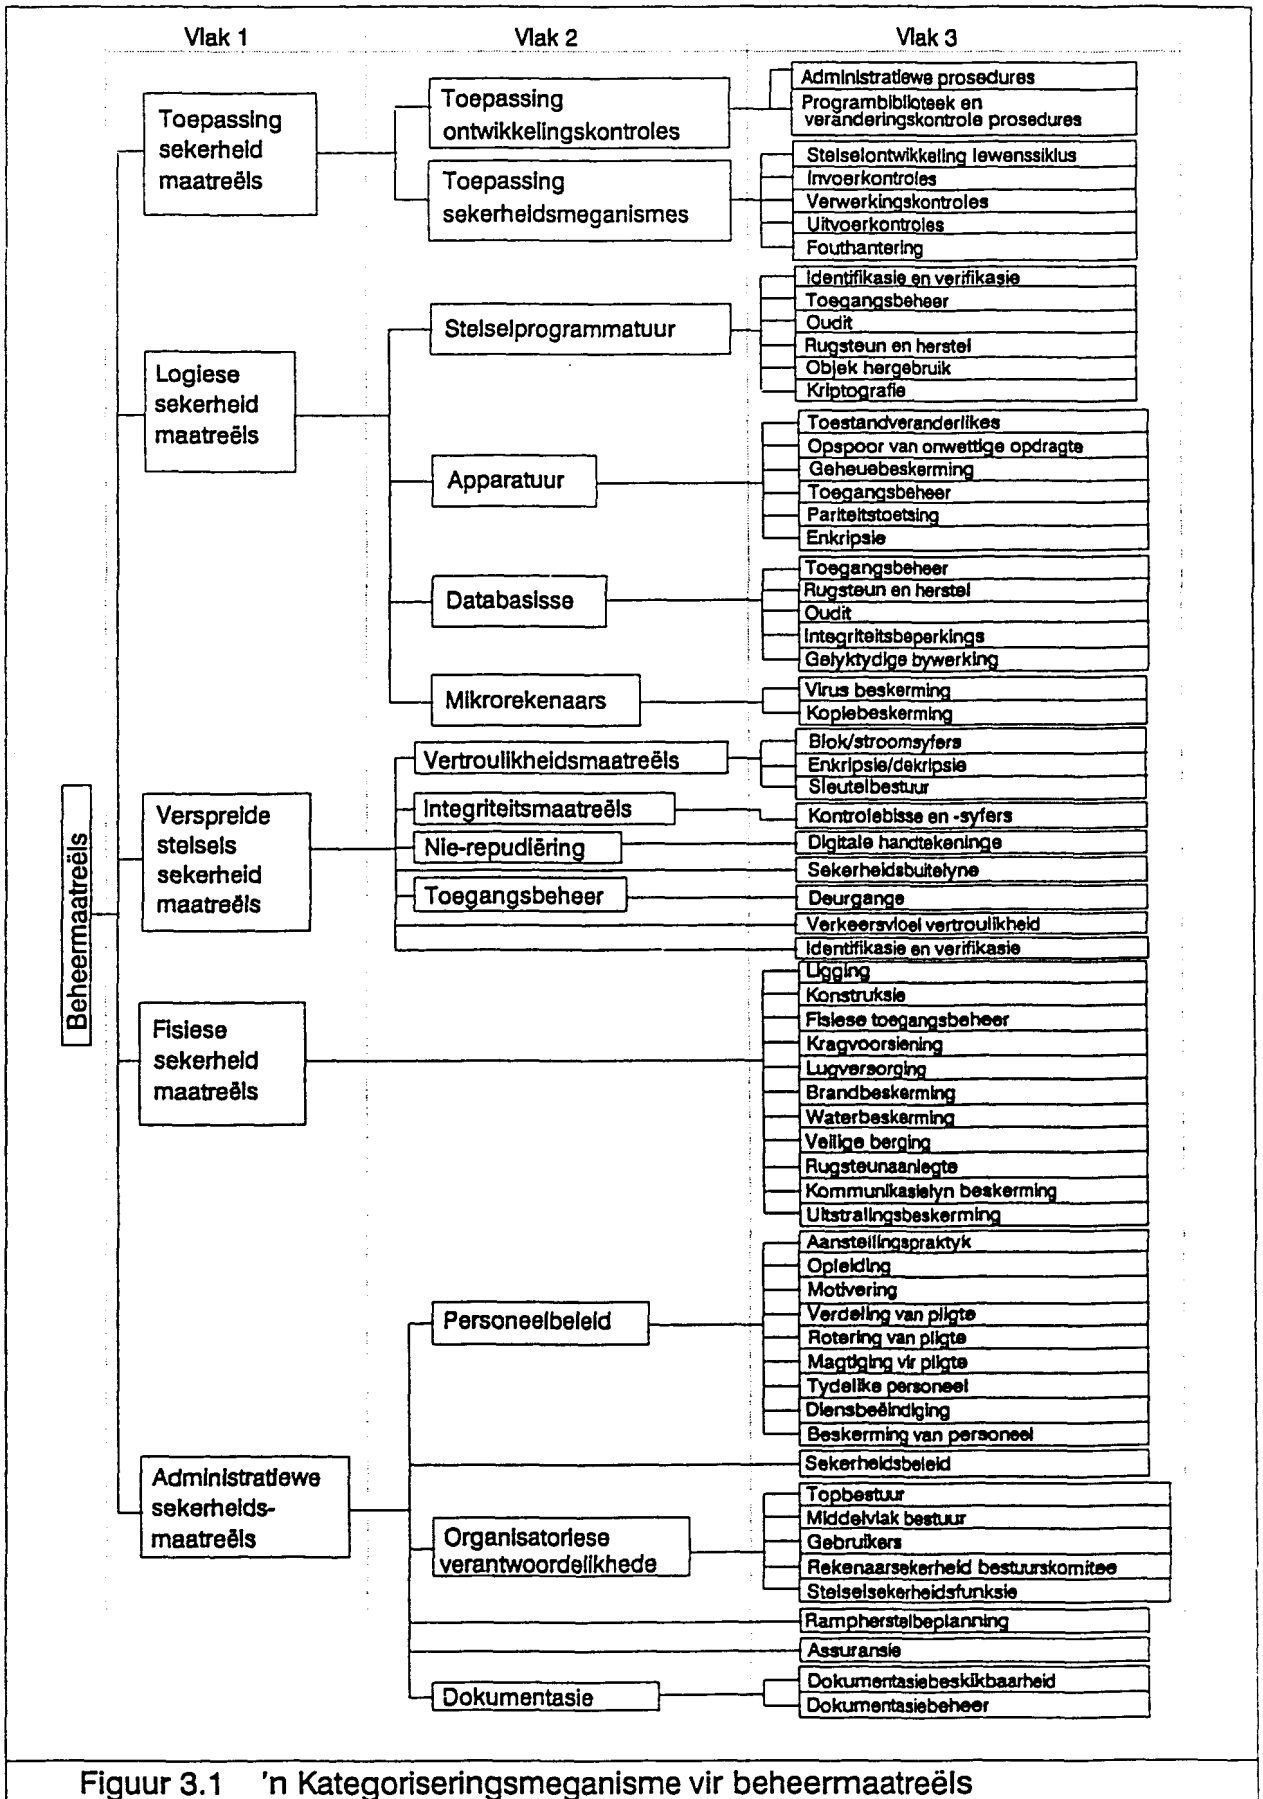 Vlak 1
Vlak 2
Vlak 3
Beheermaatreëls
Toepassing
sekerheid
maatreëls
Toepassing
ontwikkelingskontroles
Administratiewe prosedures
Programbiblioteek en
veranderingskontrole prosedures
Toepassing
sekerheidsmeganismes
Stelselontwikkeling lewenssiklus
Invoerkontroles
Verwerkingskontroles
Uitvoerkontroles
Fouthantering
Logiese
sekerheid
maatreëls
Stelselprogrammatuur
Identifikasie en verifikasie
Toegangsbeheer
Oudit
Rugsteun en herstel
Objek hergebruik
Kriptografie
Apparatuur
Toestandveranderlikes
Opspoor van onwettige opdragte
Geheuebeskerming
Toegangsbeheer
Pariteitstoetsing
Enkripsie
Databasisse
Toegangsbeheer
Rugsteun en herstel
Oudit
Integriteitsbeperkings
Gelyktydige bywerking
Mikrorekenaars
Virus beskerming
Kopiebeskerming
Verspreide
stelsels
sekerheid
maatreëls
Vertroulikheidsmaatreëls
Blok/stroomsyfers
Enkripsie/dekripsie
Sleutelbestuur
Integriteitsmaatreëls
Kontrolebisse en -syfers
Nie-repudiëring
Digitale handtekeninge
Sekerheidsbuitelyne
Toegangsbeheer
Deurgange
Verkeersvloei vertroulikheid
Identifikasie en verifikasie
Fisiese
sekerheid
maatreëls
Ligging
Konstruksie
Fisiese toegangsbeheer
Kragvoorsiening
Lugversorging
Brandbeskerming
Waterbeskerming
Veilige berging
Rugsteunaanlegte
Kommunikasielyn beskerming
Uitstralingsbeskerming
Administratiewe
sekerheids-
maatreëls
Personeelbeleid
Aanstellingspraktyk
Opleiding
Motivering
Verdeling van pligte
Rotering van pligte
Magtiging vir pligte
Tydelike personeel
Diensbeëindiging
Beskerming van personeel
Sekerheidsbeleid
Organisatoriese
verantwoordelikhede
Topbestuur
Middelvlak bestuur
Gebruikers
Rekenaarsekerheid bestuurskomitee
Stelselsekerheidsfunksie
Rampherstelbeplanning
Assuransie
Dokumentasie
Dokumentasiebeskikbaarheid
Dokumentasiebeheer
Figuur 3.1 'n Kategoriseringsmeganisme vir beheermaatreëls